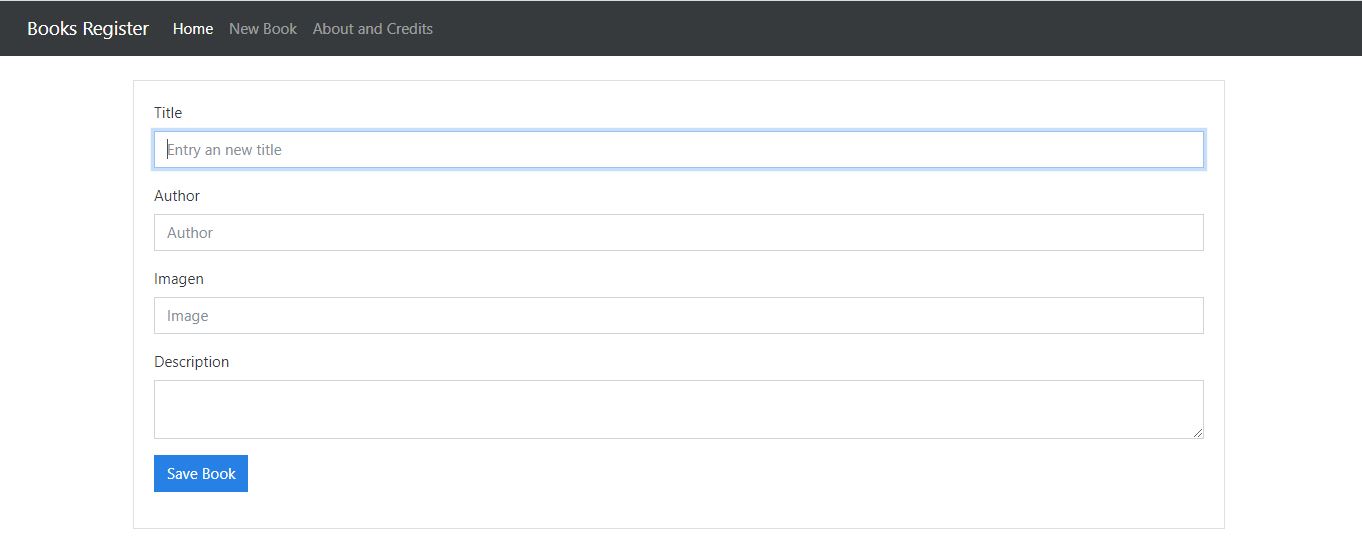 Books Register Home New Book About and Credits
Title
Entry an new title
Author
Author
Imagen
Image
Description
Save Book